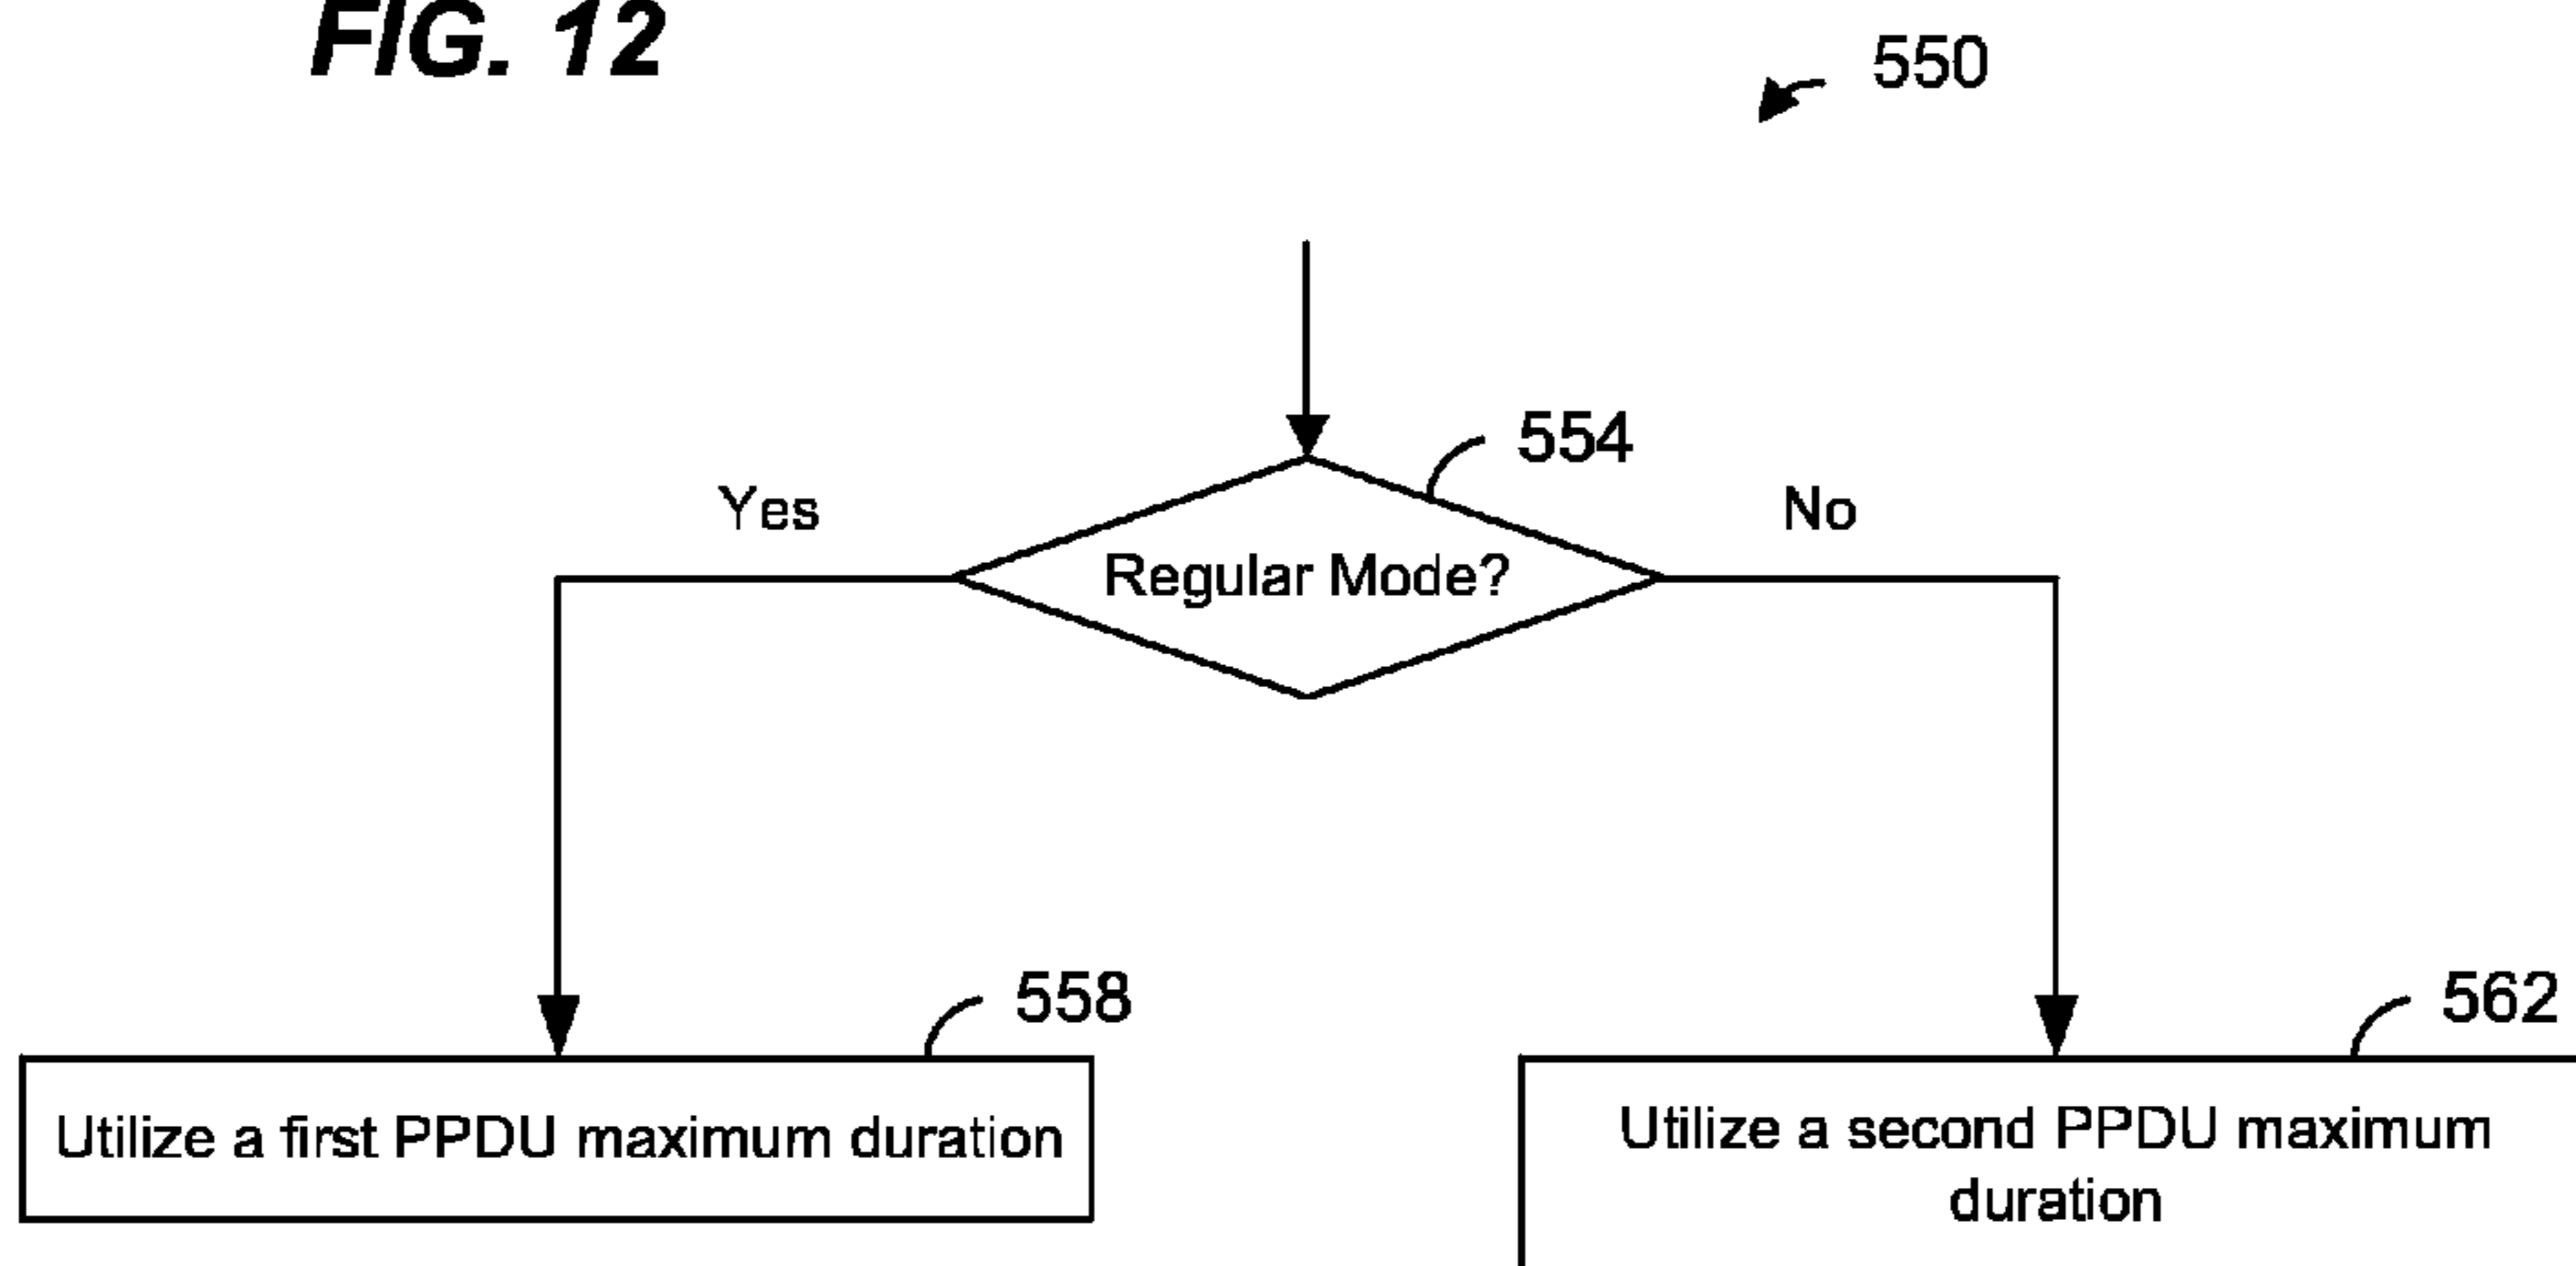 FIG. 12
550
554
Yes
No
Regular Mode?
558
562
Utilize a first PPDU maximum duration
Utilize a second PPDU maximum
duration